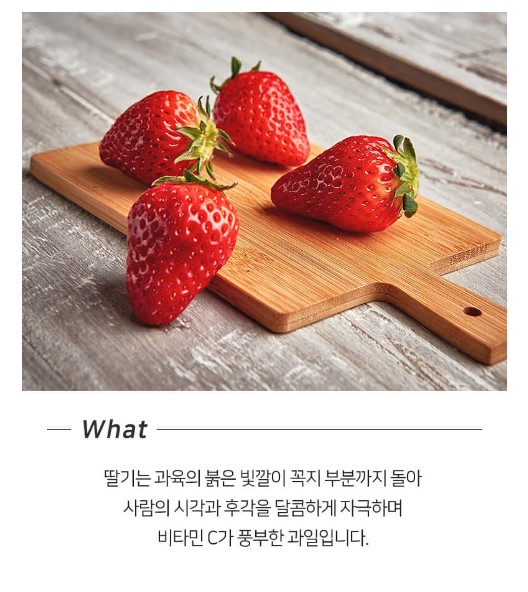 What
딸기는 과육의 붉은 빛깔이 꼭지 부분까지 돌아
사람의 시각과 후각을 달콤하게 자극하며
비타민 C가 풍부한 과일입니다.